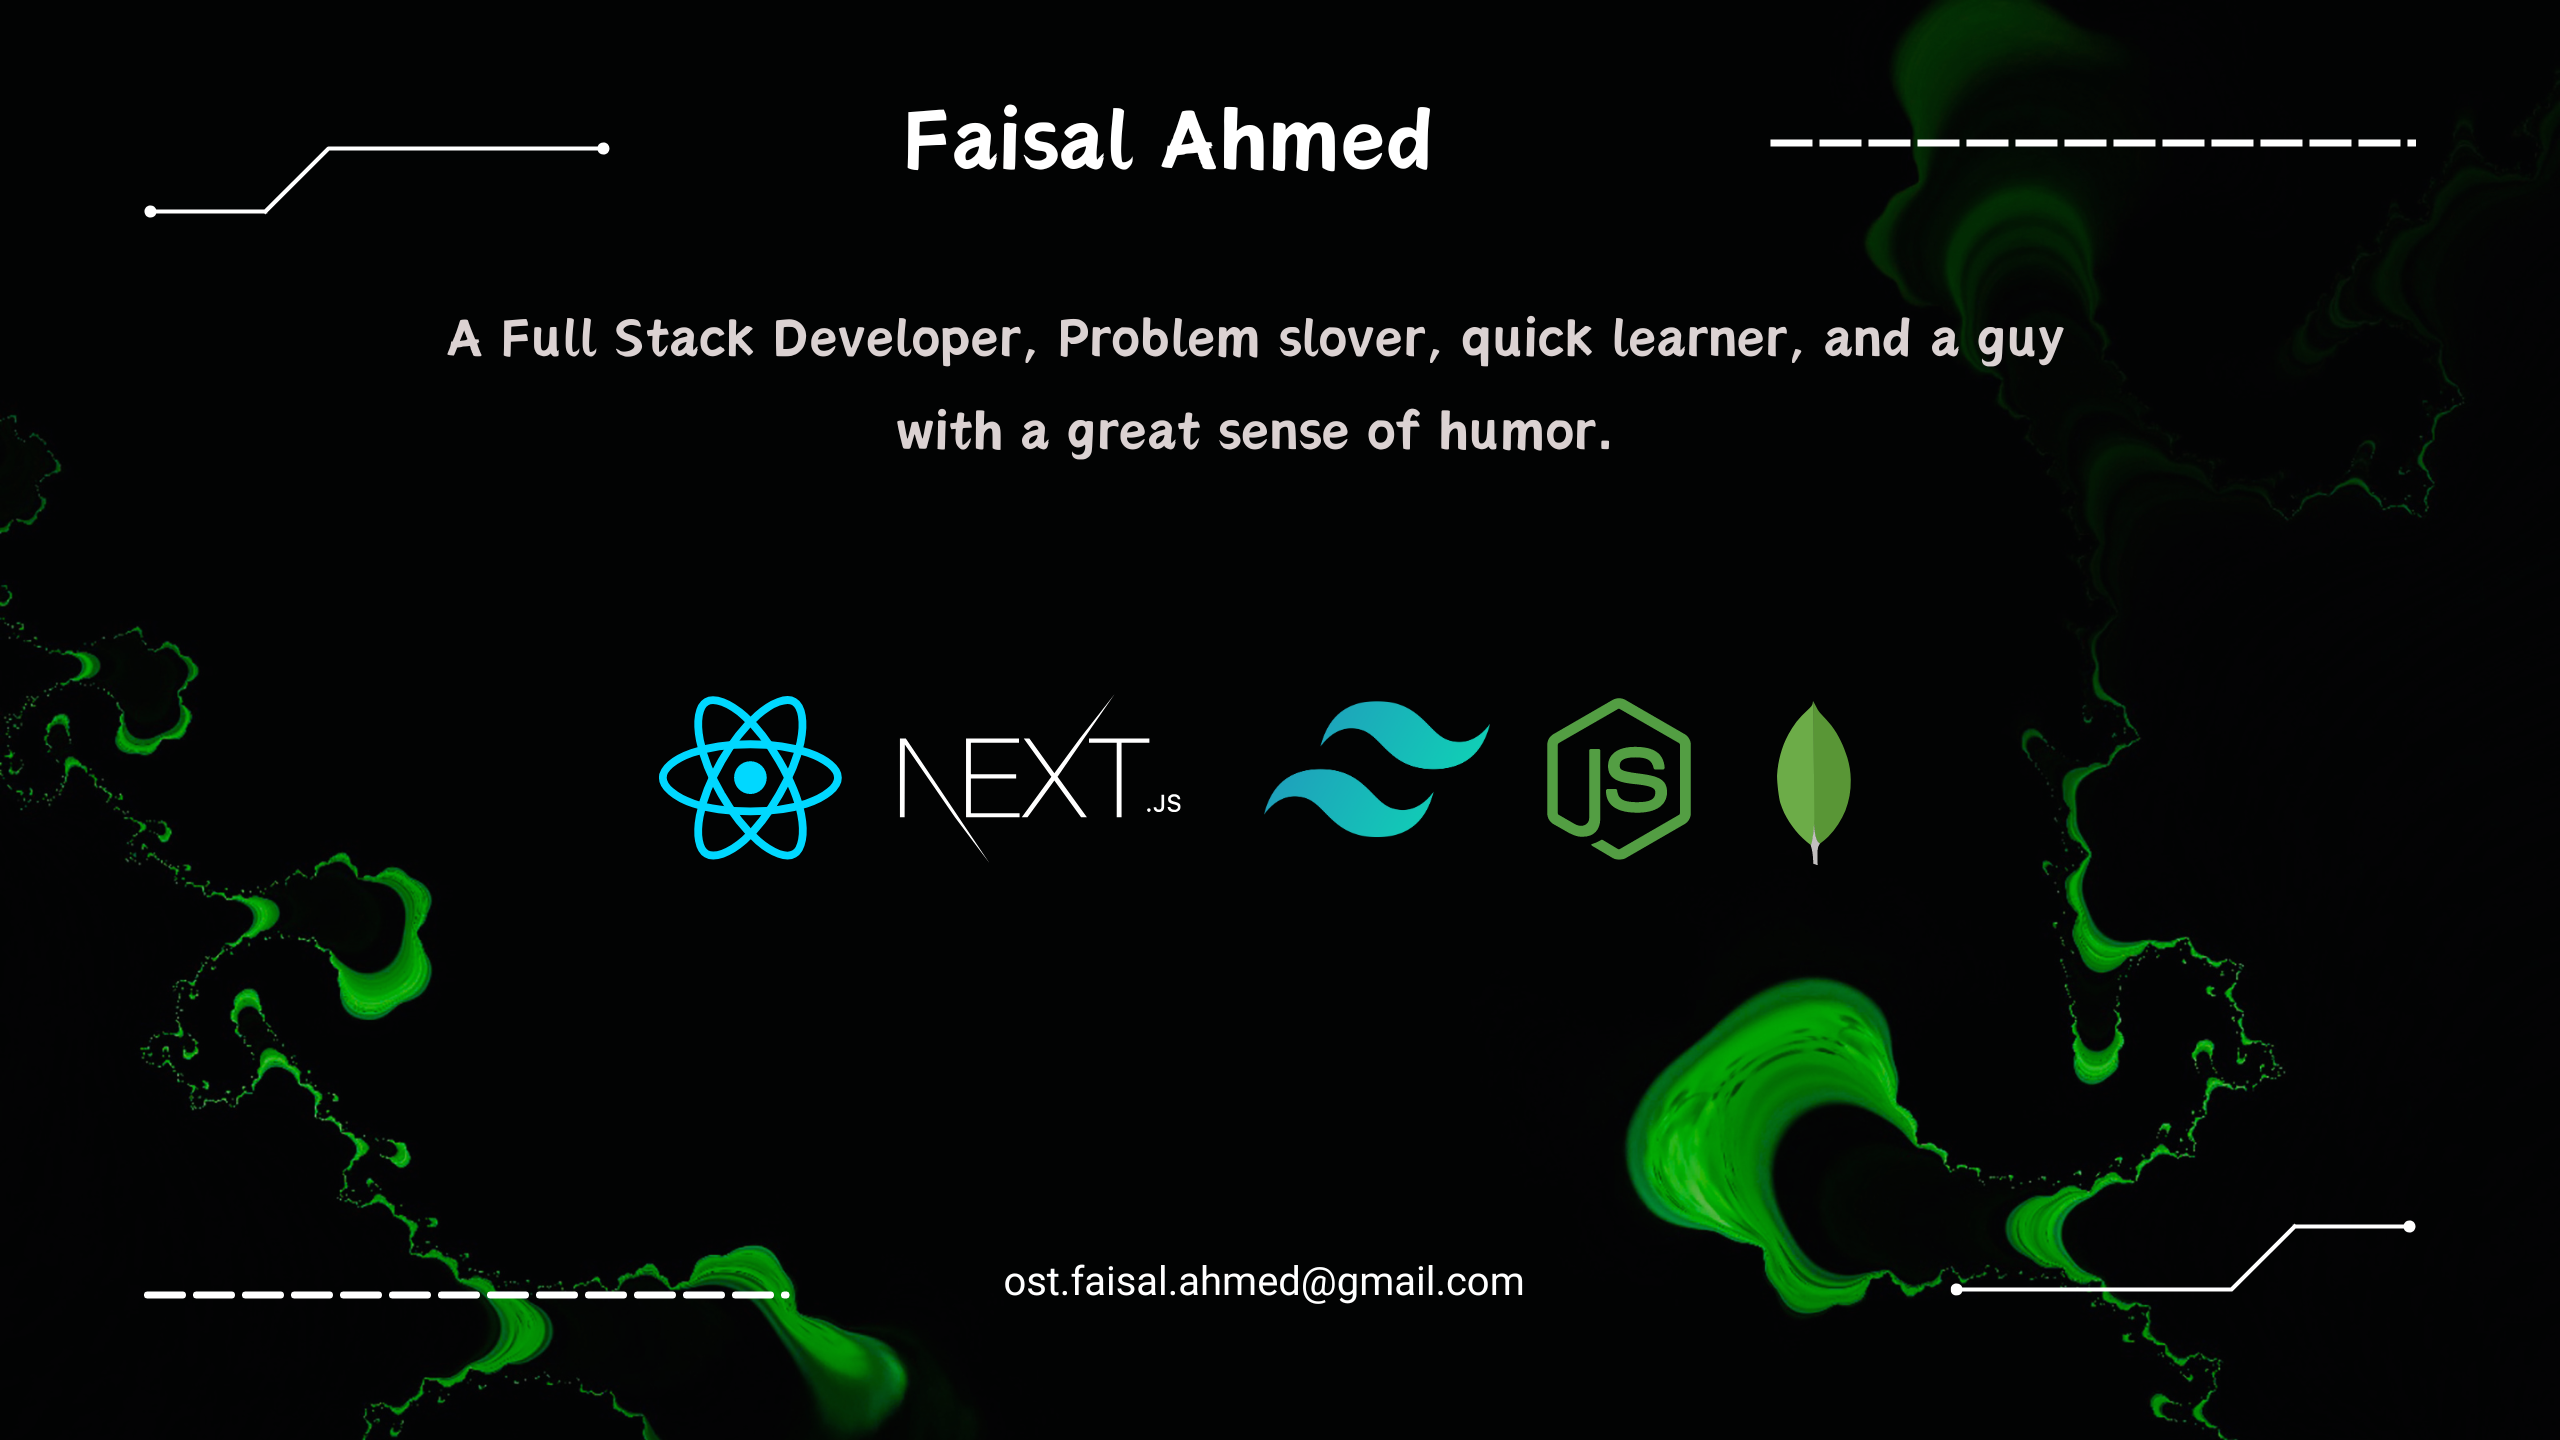 Faisal Ahmed
A Full Stack Developer, Problem slover, quick learner, and a guy
with a great sense of humor.
NEXT.JS
JS
ost.faisal.ahmed@gmail.com